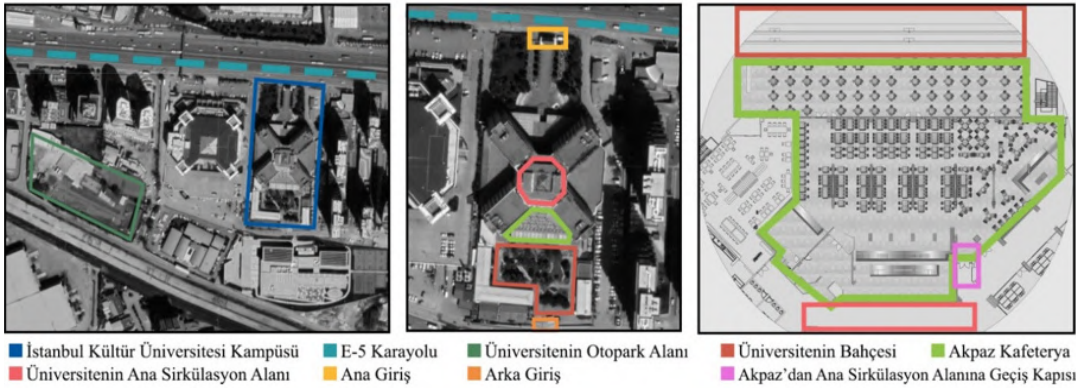 İstanbul Kültür Üniversitesi Kampüsü E-5 Karayolu Üniversitenin Otopark Alanı Üniversitenin Bahçesi Akpaz Kafeterya
Üniversitenin Ana Sirkülasyon Alanı Ana Giriş Arka Giriş Akpaz'dan Ana Sirkülasyon Alanına Geçiş Kapısı